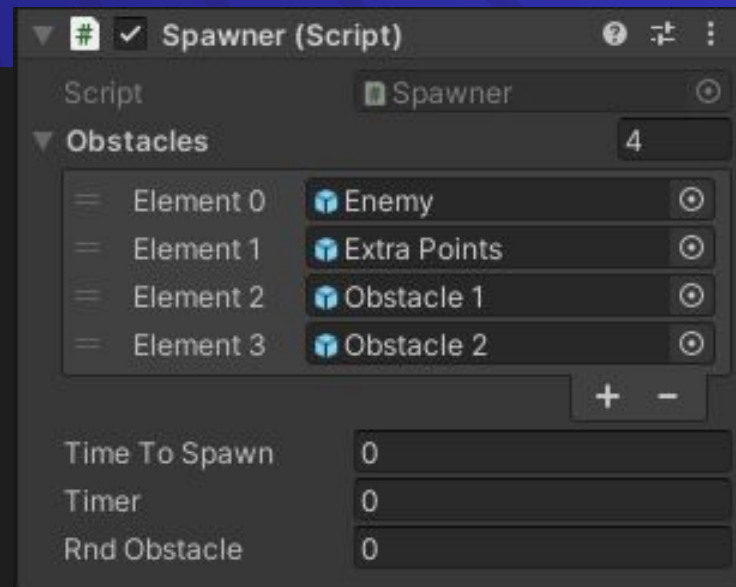 Spawner (Script)
Script Spawner
Obstacles 4
Element 0 Enemy
Element 1 Extra Points
Element 2 Obstacle 1
Element 3 Obstacle 2
+ -
Time To Spawn 0
Timer 0
Rnd Obstacle 0